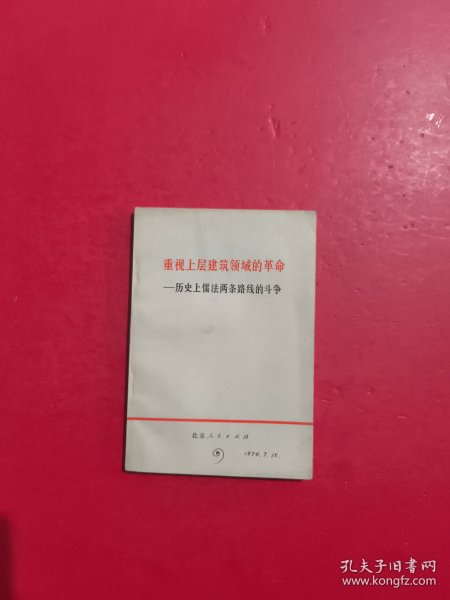 重视上层建筑领域的革命
—历史上儒法两条路线的斗争
北京人民出版社
⑨ 1974.7.15.
孔夫子旧书网
www.kongfz.com